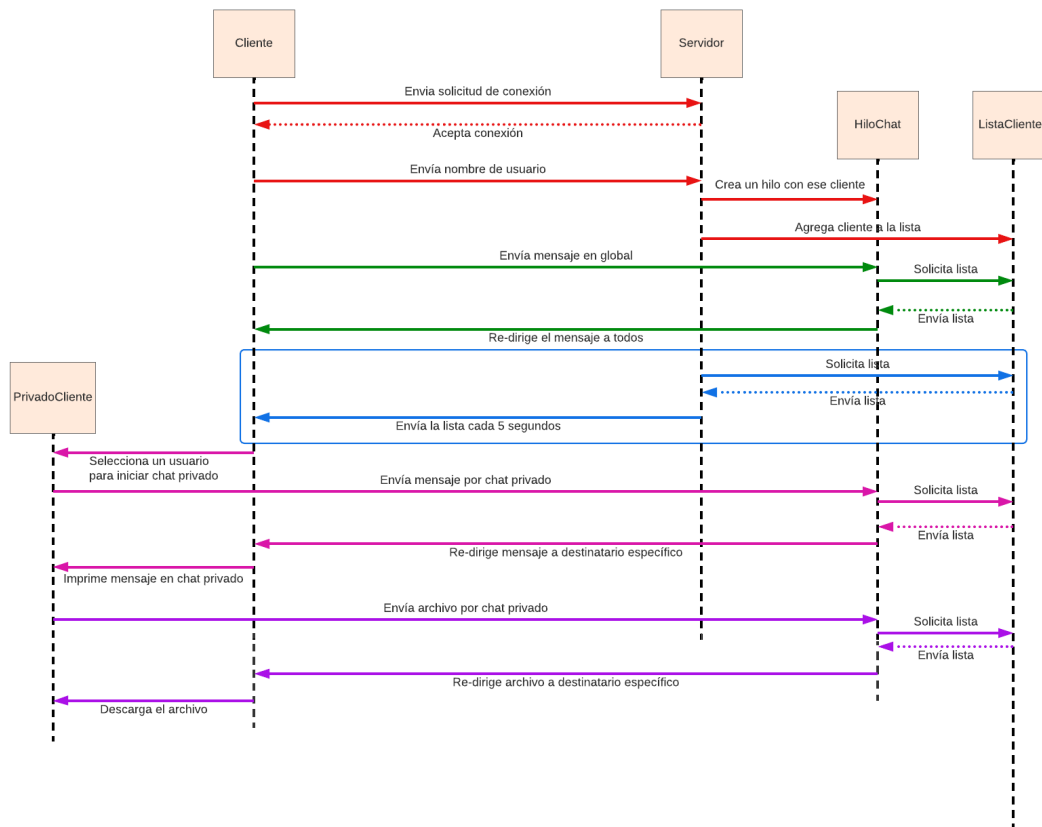 Cliente
Servidor
Envia solicitud de conexión
HiloChat
ListaCliente
Acepta conexión
Envía nombre de usuario
Crea un hilo con ese cliente
Agrega cliente a la lista
Envía mensaje en global
Solicita lista
Envía lista
Re-dirige el mensaje a todos
Solicita lista
PrivadoCliente
Envía lista
Envía la lista cada 5 segundos
Selecciona un usuario
para iniciar chat privado
Envía mensaje por chat privado
Solicita lista
Envía lista
Re-dirige mensaje a destinatario específico
Imprime mensaje en chat privado
Envía archivo por chat privado
Solicita lista
Envía lista
Re-dirige archivo a destinatario específico
Descarga el archivo